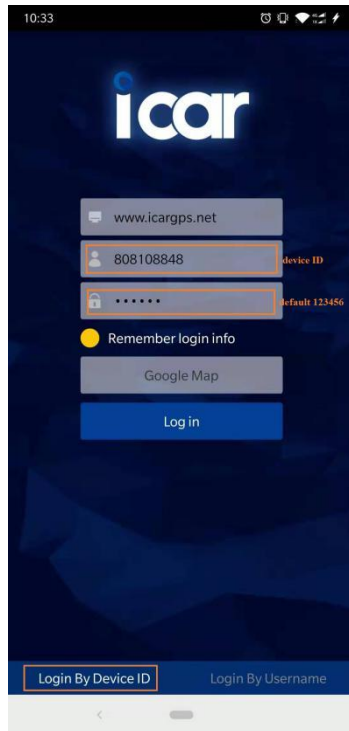 10:33
icar
www.icargps.net
808108848
device ID
••••••
default 123456
Remember login info
Google Map
Log in
Login By Device ID
Login By Username